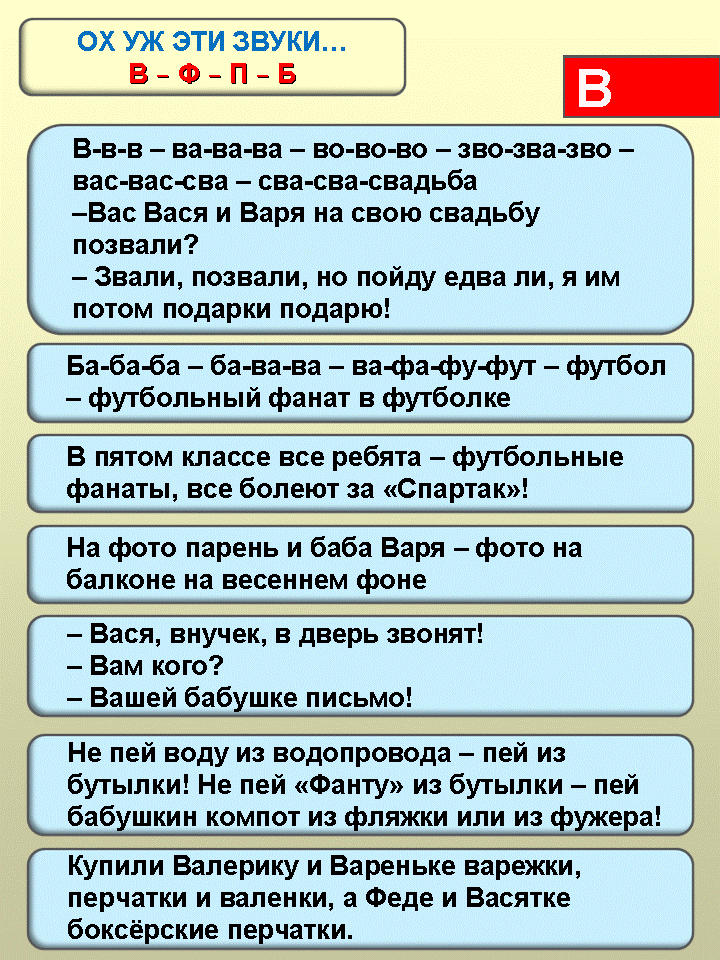 ОХ УЖ ЭТИ ЗВУКИ…
В – Ф – П – Б
В
В-в-в – ва-ва-ва – во-во-во – зво-зва-зво –
вас-вас-сва – сва-сва-свадьба
–Вас Вася и Варя на свою свадьбу
позвали?
– Звали, позвали, но пойду едва ли, я им
потом подарки подарю!
Ба-ба-ба – ба-ва-ва – ва-фа-фу-фут – футбол
– футбольный фанат в футболке
В пятом классе все ребята – футбольные
фанаты, все болеют за «Спартак»!
На фото парень и баба Варя – фото на
балконе на весеннем фоне
– Вася, внучек, в дверь звонят!
– Вам кого?
– Вашей бабушке письмо!
Не пей воду из водопровода – пей из
бутылки! Не пей «Фанту» из бутылки – пей
бабушкин компот из фляжки или из фужера!
Купили Валерику и Вареньке варежки,
перчатки и валенки, а Феде и Васятке
боксёрские перчатки.